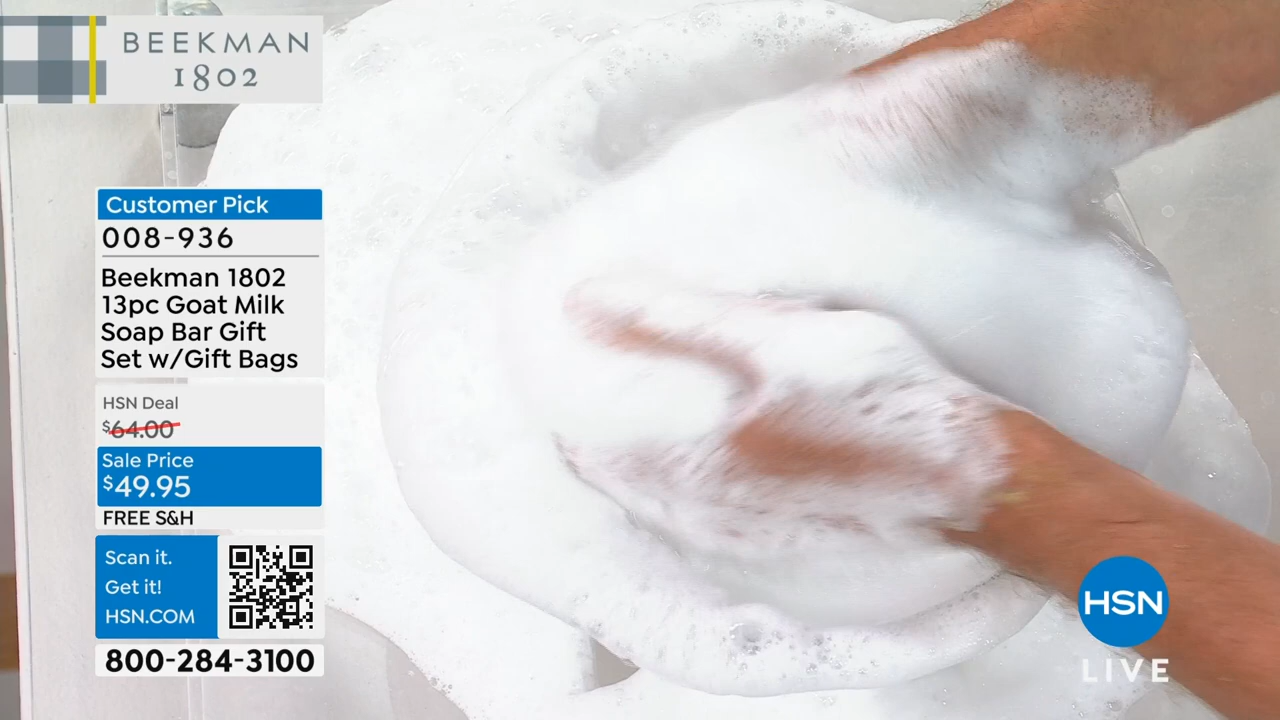 BEEKMAN
1802
Customer Pick
008-936
Beekman 1802
13pc Goat Milk
Soap Bar Gift
Set w/Gift Bags
HSN Deal
$64.00
Sale Price
$49.95
FREE S&H
Scan it.
Get it!
HSN.COM
800-284-3100
HSN
LIVE